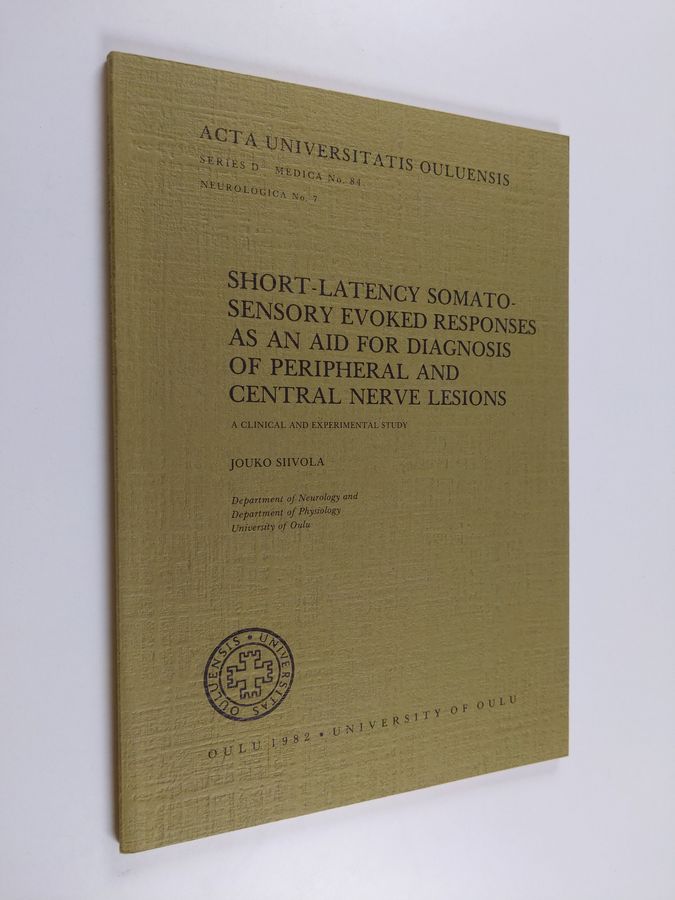 ACTA UNIVERSITATIS OULUENSIS
SERIES D MEDICA No. 84
NEUROLOGICA No. 7
SHORT-LATENCY SOMATO-
SENSORY EVOKED RESPONSES
AS AN AID FOR DIAGNOSIS
OF PERIPHERAL AND
CENTRAL NERVE LESIONS
A CLINICAL AND EXPERIMENTAL STUDY
JOUKO SIIVOLA
Department of Neurology and
Department of Physiology
University of Oulu
UNIVERSITAS OULUENSIS
OULU 1982 • UNIVERSITY OF OULU